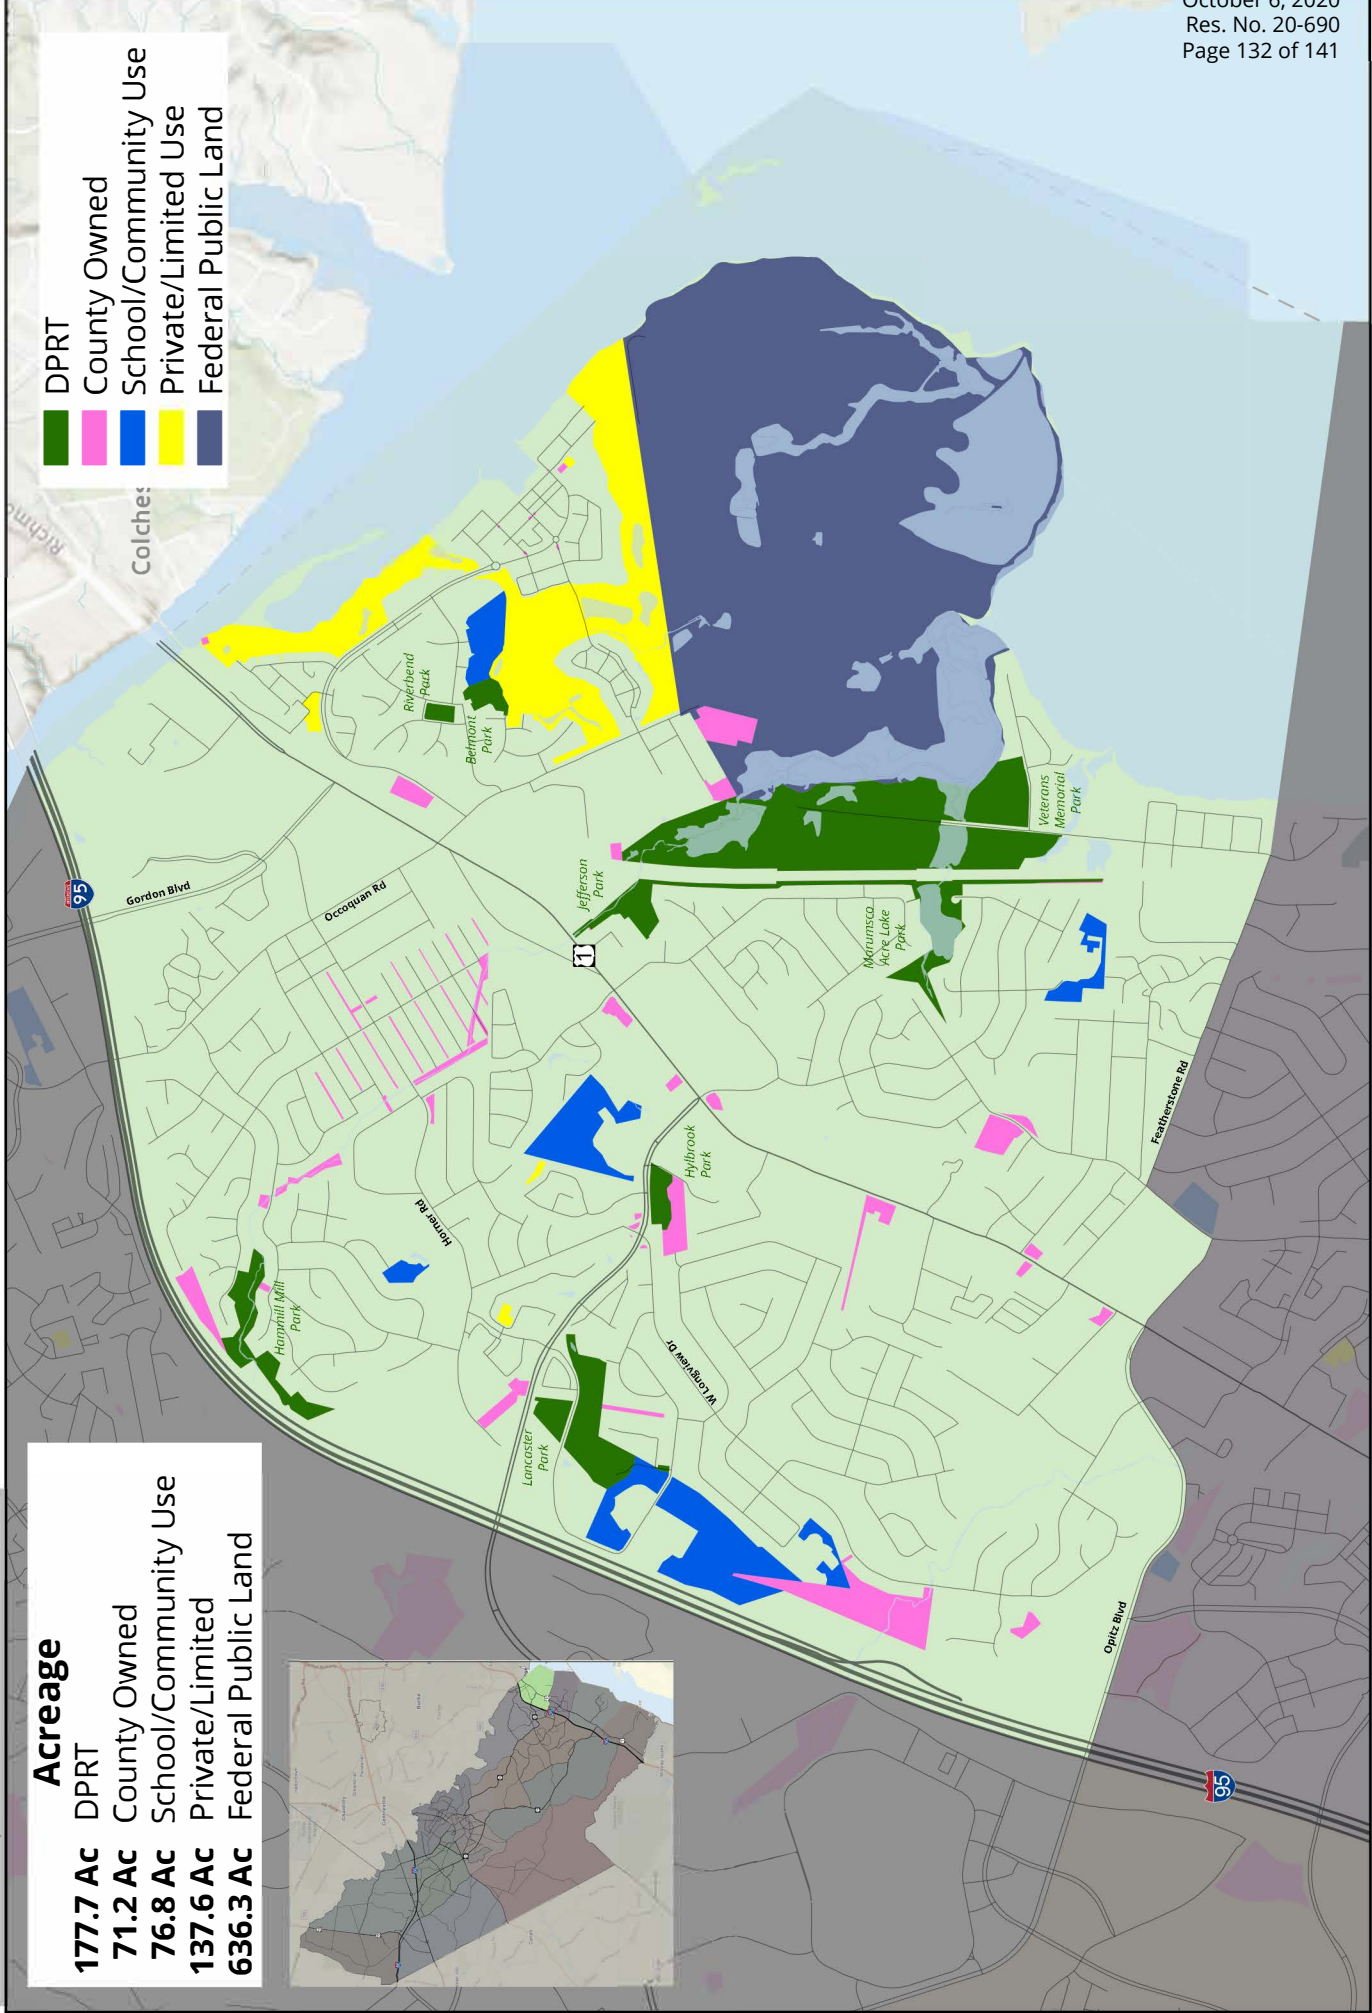 October 6, 2020
Res. No. 20-690
Page 132 of 141
DPRT
County Owned
School/Community Use
Private/Limited Use
Federal Public Land
Acreage
177.7 Ac DPRT
71.2 Ac County Owned
76.8 Ac School/Community Use
137.6 Ac Private/Limited
636.3 Ac Federal Public Land
95
Gordon Blvd
Occoquan Rd
Riverbend
Park
Belmont
Park
Jefferson
Park
1
Veterans
Memorial
Park
Marumsco
Acre Lake
Park
Featherstone Rd
Hylbrook
Park
Horner Rd
Hammill Mill
Park
W Longview Dr
Lancaster
Park
Opitz Blvd
95